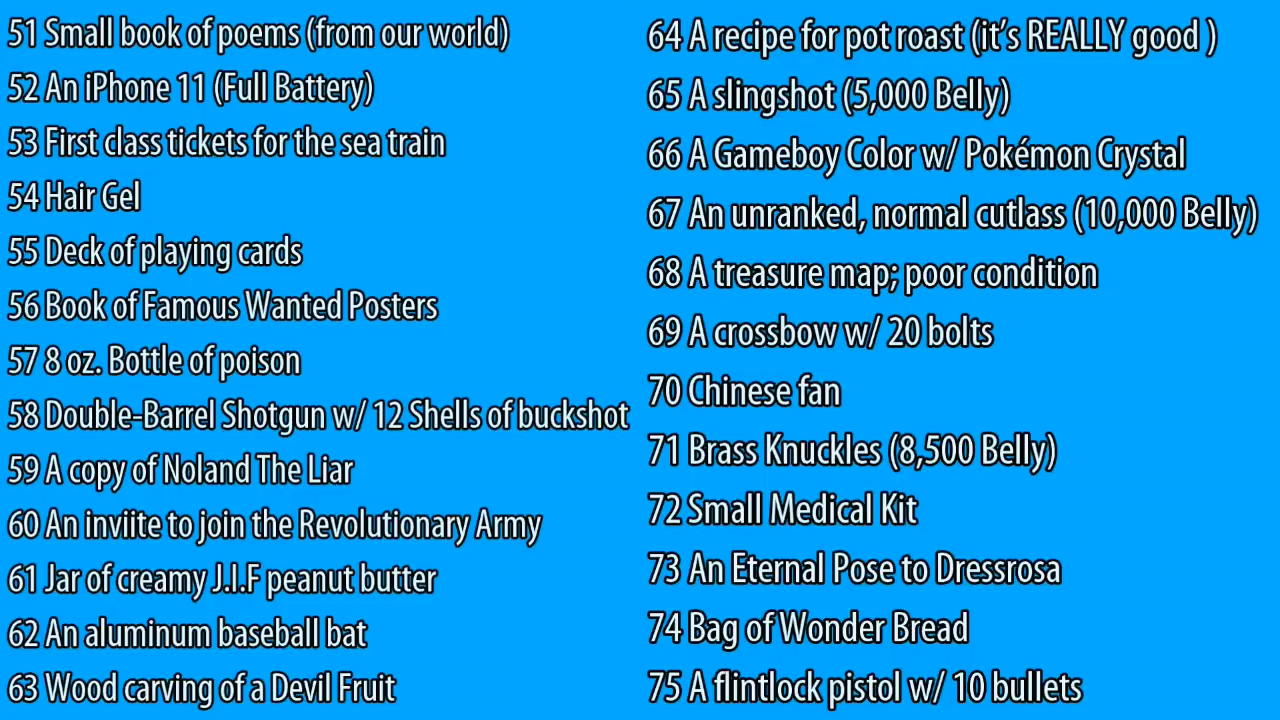 51 Small book of poems (from our world)
52 An iPhone 11 (Full Battery)
53 First class tickets for the sea train
54 Hair Gel
55 Deck of playing cards
56 Book of Famous Wanted Posters
57 8 oz. Bottle of poison
58 Double-Barrel Shotgun w/ 12 Shells of buckshot
59 A copy of Noland The Liar
60 An inviite to join the Revolutionary Army
61 Jar of creamy J.I.F peanut butter
62 An aluminum baseball bat
63 Wood carving of a Devil Fruit
64 A recipe for pot roast (it’s REALLY good )
65 A slingshot (5,000 Belly)
66 A Gameboy Color w/ Pokémon Crystal
67 An unranked, normal cutlass (10,000 Belly)
68 A treasure map; poor condition
69 A crossbow w/ 20 bolts
70 Chinese fan
71 Brass Knuckles (8,500 Belly)
72 Small Medical Kit
73 An Eternal Pose to Dressrosa
74 Bag of Wonder Bread
75 A flintlock pistol w/ 10 bullets